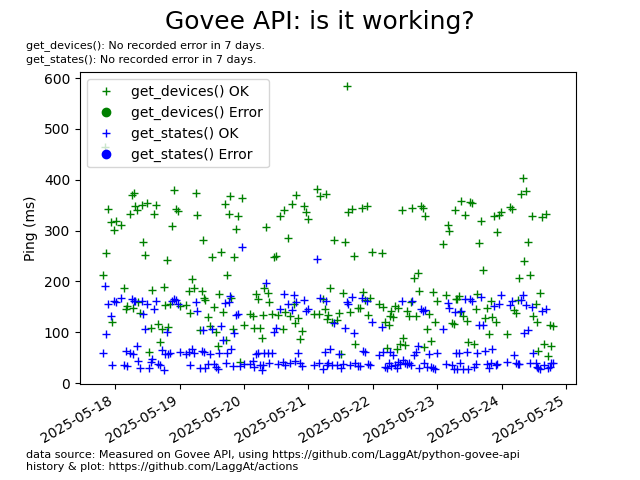 Govee API: is it working?
get_devices(): No recorded error in 7 days.
get_states(): No recorded error in 7 days.
600
500
400
300
200
100
0
Ping (ms)
get_devices() OK
get_devices() Error
get_states() OK
get_states() Error
2025-05-18
2025-05-19
2025-05-20
2025-05-21
2025-05-22
2025-05-23
2025-05-24
2025-05-25
data source: Measured on Govee API, using https://github.com/LaggAt/python-govee-api
history & plot: https://github.com/LaggAt/actions